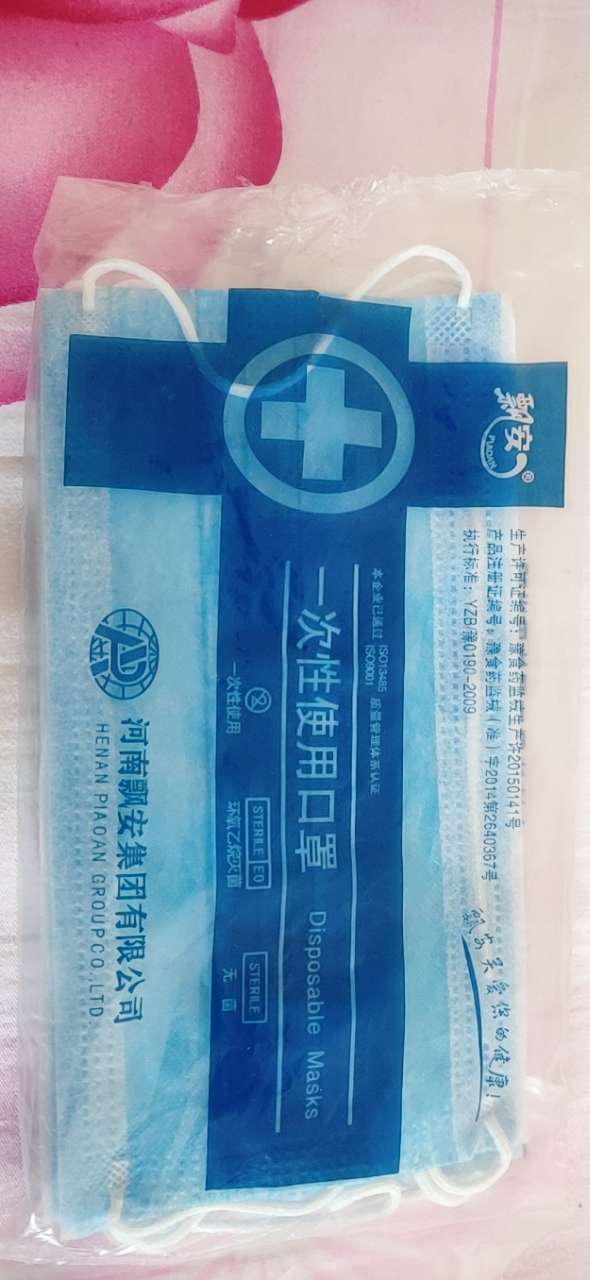 飘安®
PIAOAN
生产许可证编号：豫食药监械生产许20150141号
产品注册证编号：豫食药监械（准）字2014第2640367号
执行标准：YZB/豫0190-2009
飘安关爱您的健康！
本企业已通过 ISO13485 ISO9001 质量管理体系认证
一次性使用口罩 Disposable Masks
一次性使用
STERILE EO
环氧乙烷灭菌
STERILE
无菌
河南飘安集团有限公司
HENAN PIAOAN GROUP CO.,LTD.